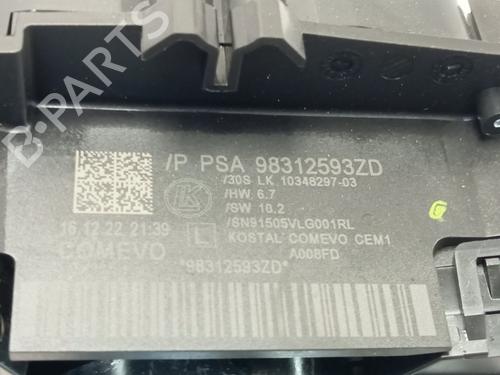 /P PSA 98312593ZD
/30S LK 10348297-03
/HW 6.7
/SW 10.2
/SN91505VLG001RL
16.12.22 21:39
L
KOSTAL COMEVO CEM1
COMEVO
A008FD
*98312593ZD*
B-PARTS